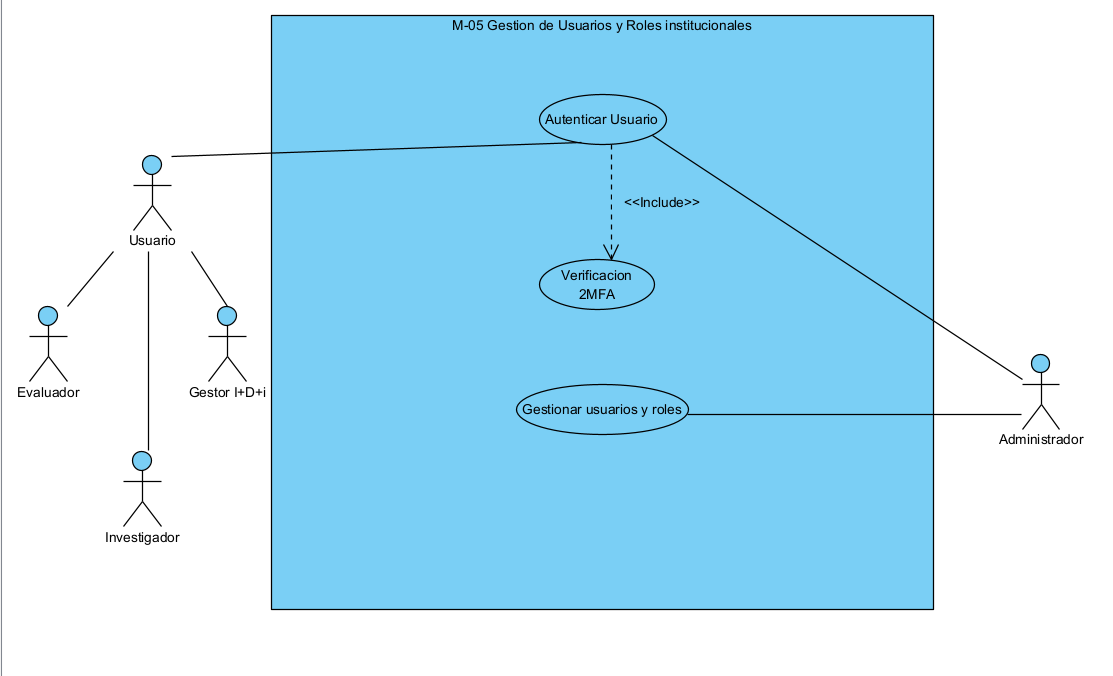 M-05 Gestion de Usuarios y Roles institucionales
Autenticar Usuario
<<Include>>
Usuario
Verificacion
2MFA
Evaluador
Gestor I+D+i
Gestionar usuarios y roles
Administrador
Investigador